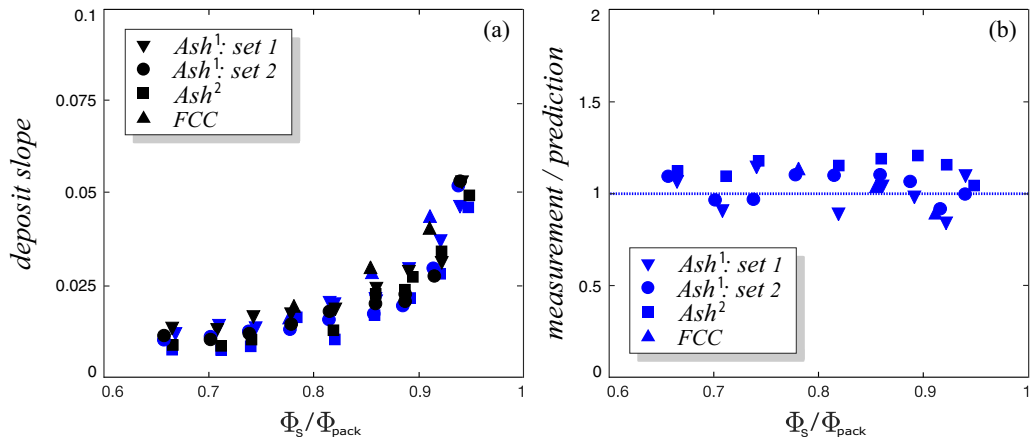 0.1
0.075
0.05
0.025
0
deposit slope
(a)
Ash¹: set 1
Ash¹: set 2
Ash²
FCC
0.6 0.7 0.8 0.9 1
Φs/Φpack
2
1.5
1
0.5
0
measurement / prediction
(b)
Ash¹: set 1
Ash¹: set 2
Ash²
FCC
0.6 0.7 0.8 0.9 1
Φs/Φpack